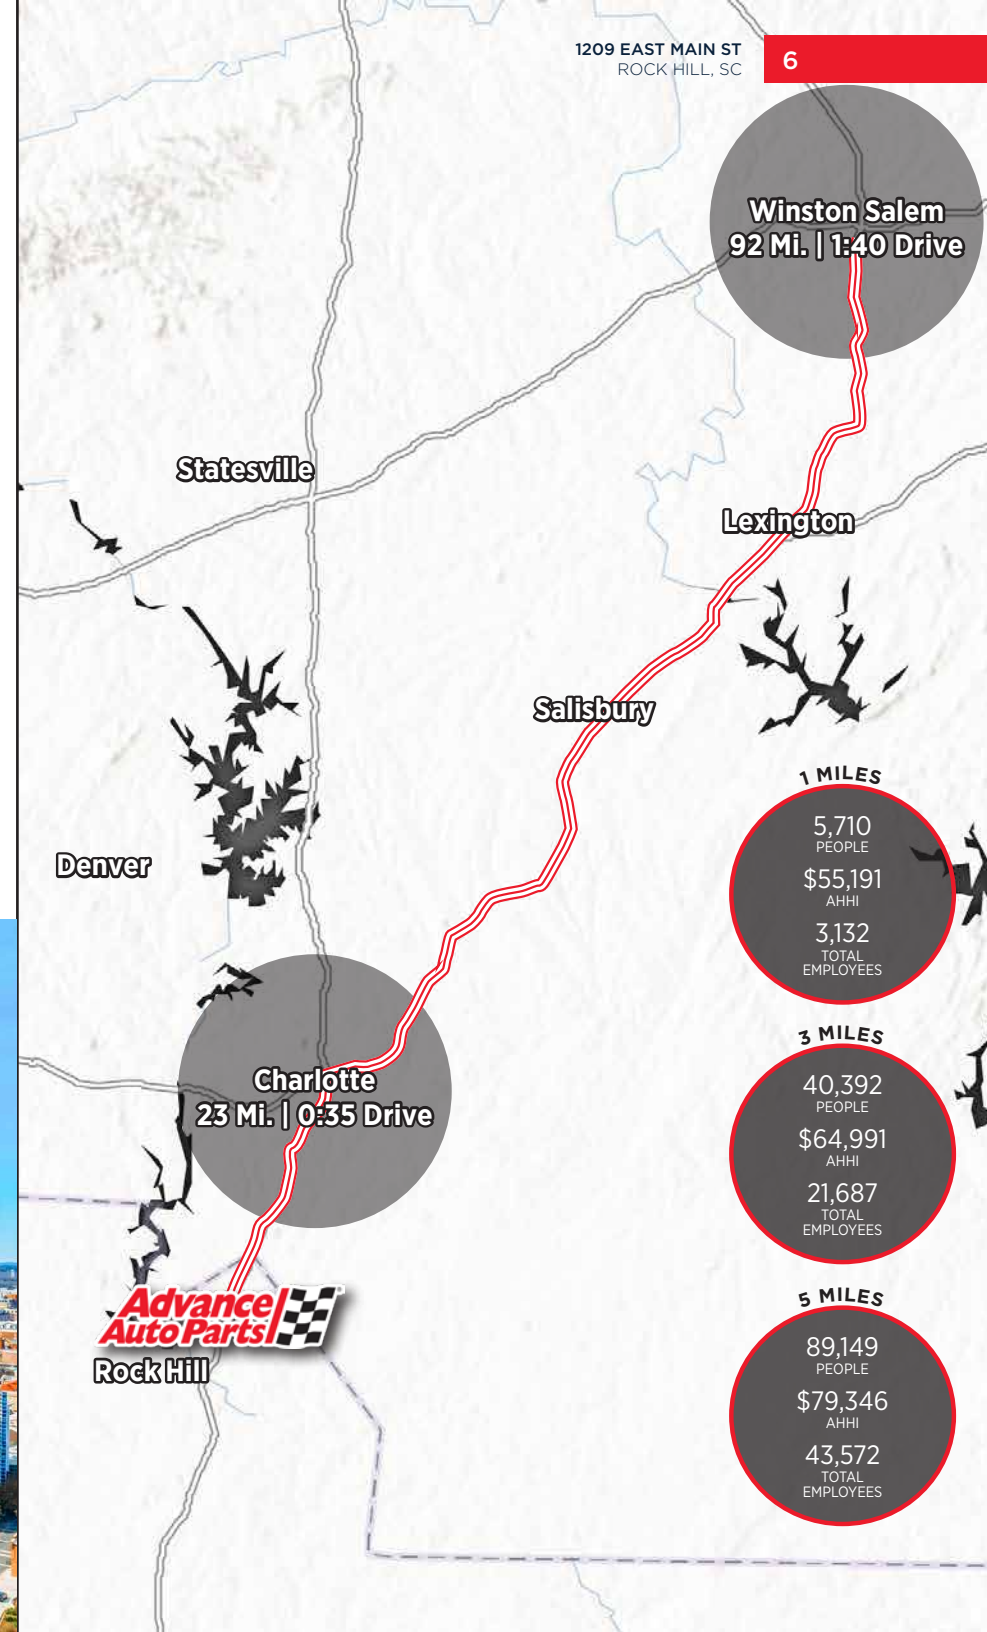 1209 EAST MAIN ST
ROCK HILL, SC
6
Winston Salem
92 Mi. | 1:40 Drive
Statesville
Lexington
Salisbury
Denver
Charlotte
23 Mi. | 0:35 Drive
Advance
Auto Parts
Rock Hill
1 MILES
5,710
PEOPLE
$55,191
AHHI
3,132
TOTAL
EMPLOYEES
3 MILES
40,392
PEOPLE
$64,991
AHHI
21,687
TOTAL
EMPLOYEES
5 MILES
89,149
PEOPLE
$79,346
AHHI
43,572
TOTAL
EMPLOYEES